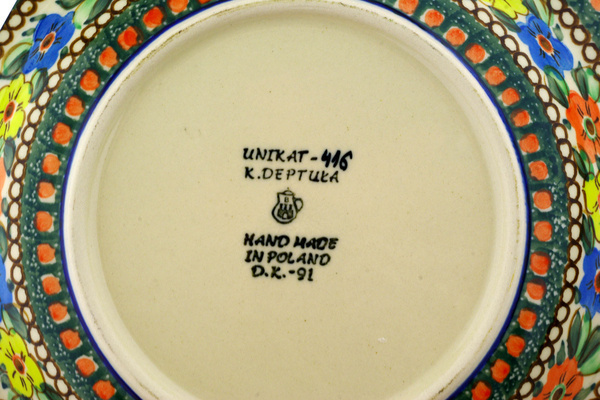 UNIKAT-416
K.DEPTUŁA
HAND MADE
IN POLAND
D.K.-91